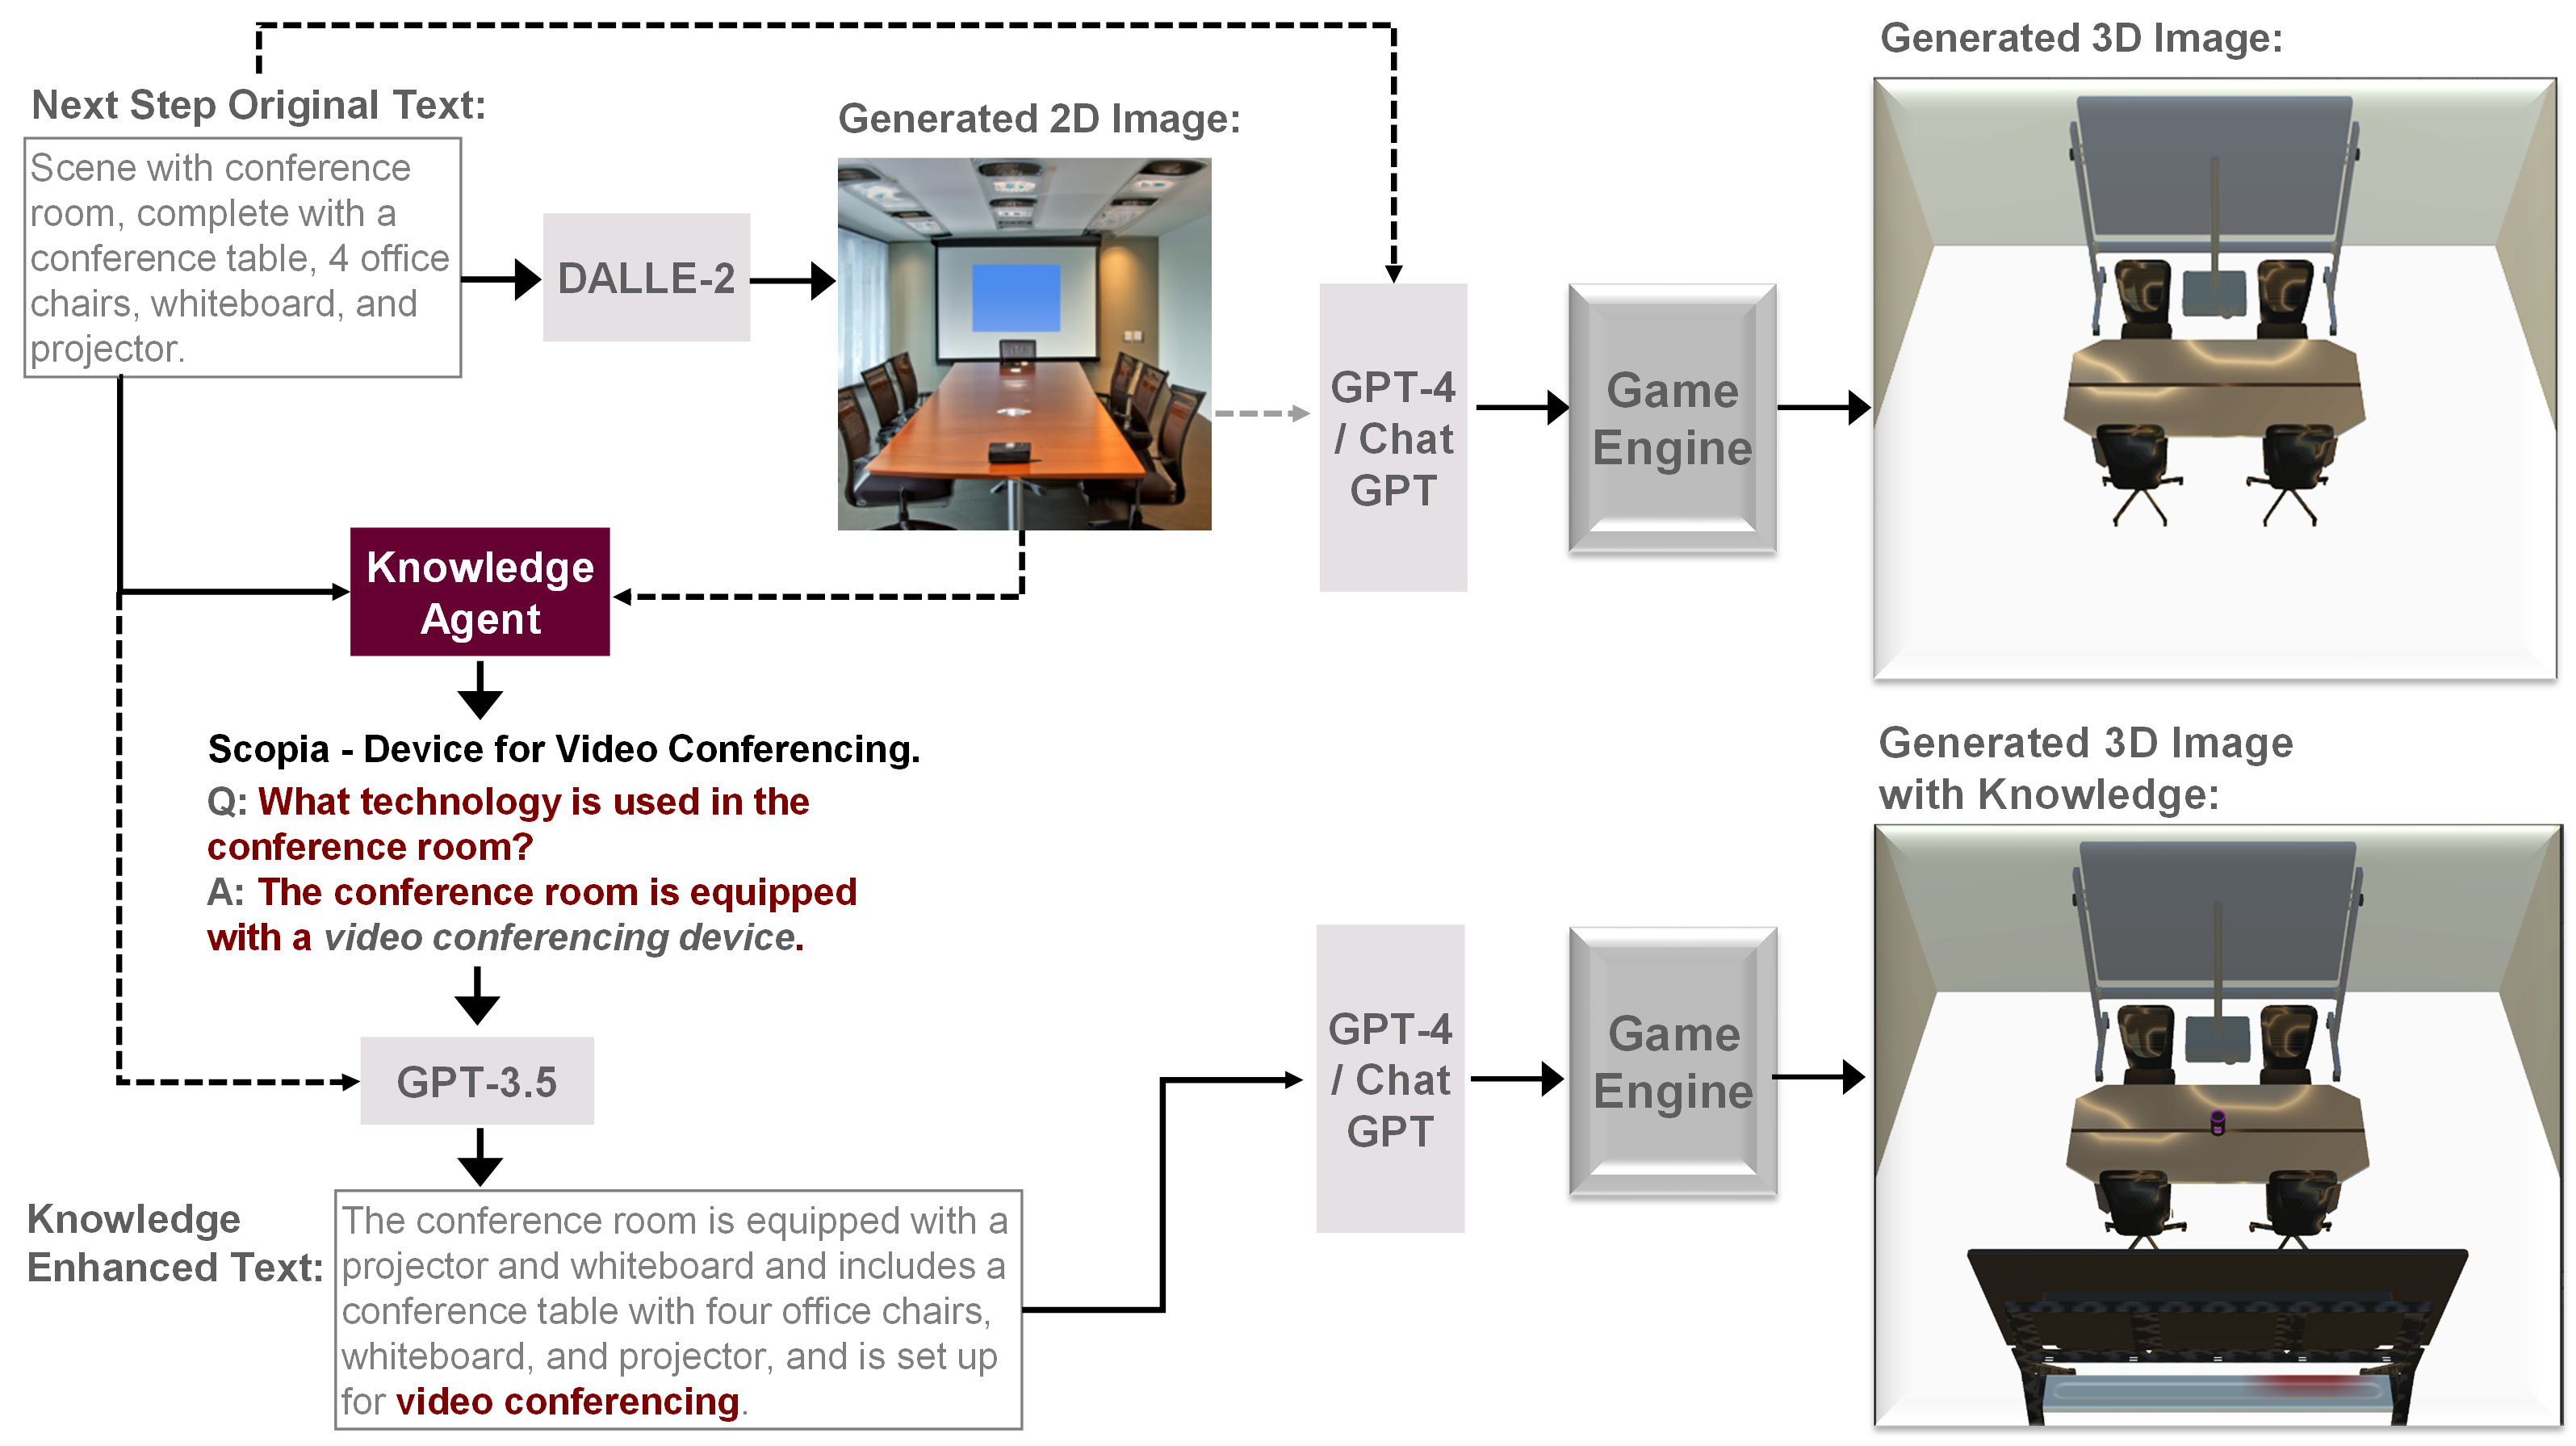 Next Step Original Text:
Scene with conference
room, complete with a
conference table, 4 office
chairs, whiteboard, and
projector.
DALLE-2
Generated 2D Image:
GPT-4
/ Chat
GPT
Game
Engine
Generated 3D Image:
Knowledge
Agent
Scopia - Device for Video Conferencing.
Q: What technology is used in the
conference room?
A: The conference room is equipped
with a video conferencing device.
GPT-3.5
Knowledge
Enhanced Text:
The conference room is equipped with a
projector and whiteboard and includes a
conference table with four office chairs,
whiteboard, and projector, and is set up
for video conferencing.
GPT-4
/ Chat
GPT
Game
Engine
Generated 3D Image
with Knowledge: